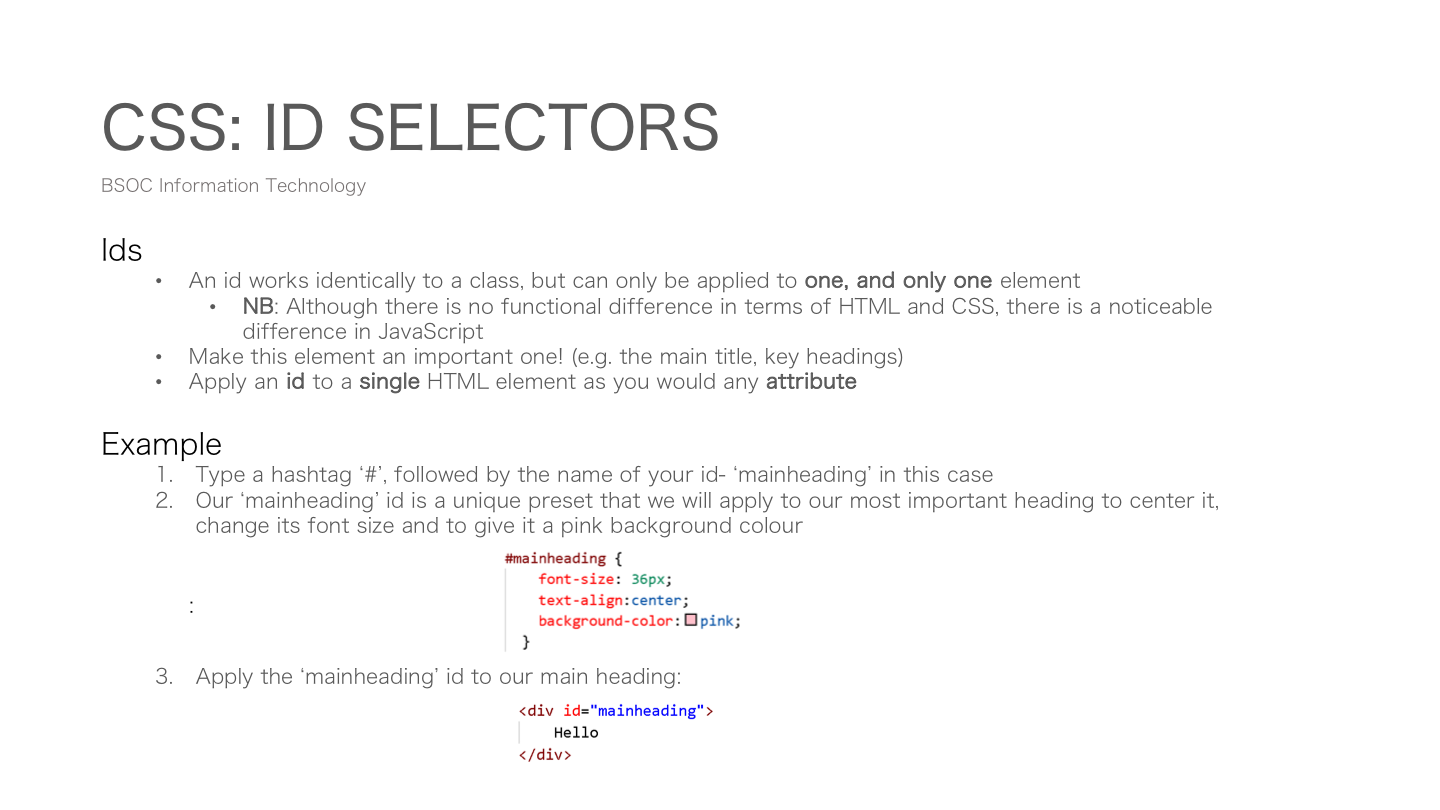 CSS: ID SELECTORS
BSOC Information Technology
Ids
• An id works identically to a class, but can only be applied to one, and only one element
• NB: Although there is no functional difference in terms of HTML and CSS, there is a noticeable
difference in JavaScript
• Make this element an important one! (e.g. the main title, key headings)
• Apply an id to a single HTML element as you would any attribute
Example
1. Type a hashtag ‘#’, followed by the name of your id- ‘mainheading’ in this case
2. Our ‘mainheading’ id is a unique preset that we will apply to our most important heading to center it,
change its font size and to give it a pink background colour
#mainheading {
font-size: 36px;
text-align:center;
:
background-color:pink;
}
3. Apply the ‘mainheading’ id to our main heading:
<div id="mainheading">
Hello
</div>